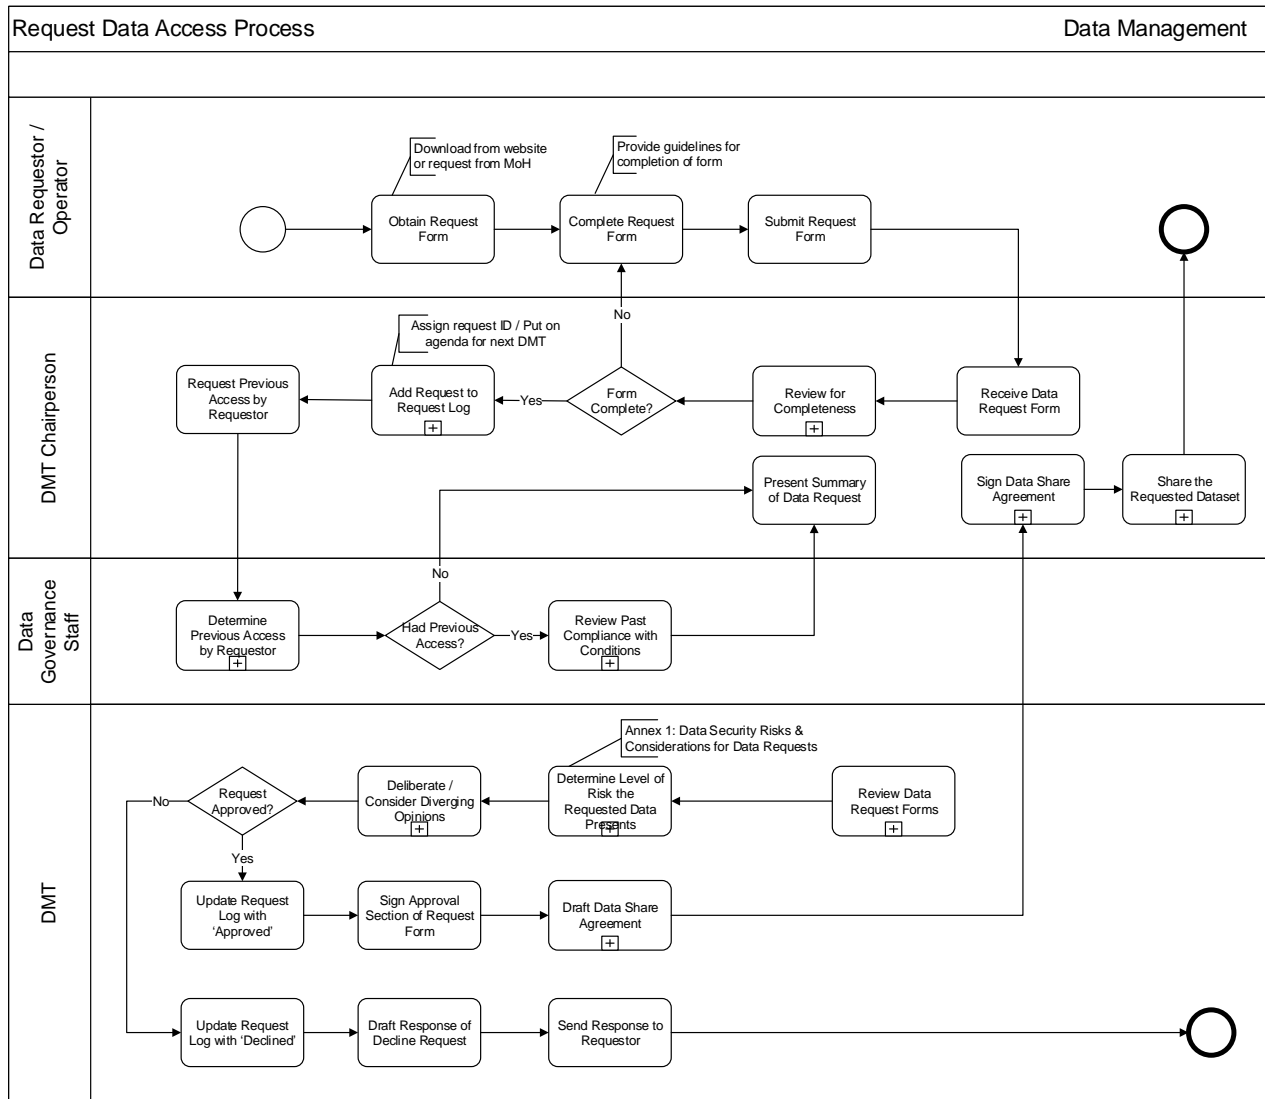 Request Data Access Process
Data Management
Data Requestor /
Operator
Download from website
or request from MoH
Provide guidelines for
completion of form
Obtain Request
Form
Complete Request
Form
Submit Request
Form
DMT Chairperson
No
Assign request ID / Put on
agenda for next DMT
Request Previous
Access by
Requestor
Add Request to
Request Log
Yes
Form
Complete?
Review for
Completeness
Receive Data
Request Form
Present Summary
of Data Request
Sign Data Share
Agreement
Share the
Requested Dataset
Data
Governance
Staff
No
Determine
Previous Access
by Requestor
Had Previous
Access?
Yes
Review Past
Compliance with
Conditions
DMT
Annex 1: Data Security Risks &
Considerations for Data Requests
No
Request
Approved?
Deliberate /
Consider Diverging
Opinions
Determine Level of
Risk the
Requested Data
Presents
Review Data
Request Forms
Yes
Update Request
Log with
‘Approved’
Sign Approval
Section of Request
Form
Draft Data Share
Agreement
Update Request
Log with ‘Declined’
Draft Response of
Decline Request
Send Response to
Requestor